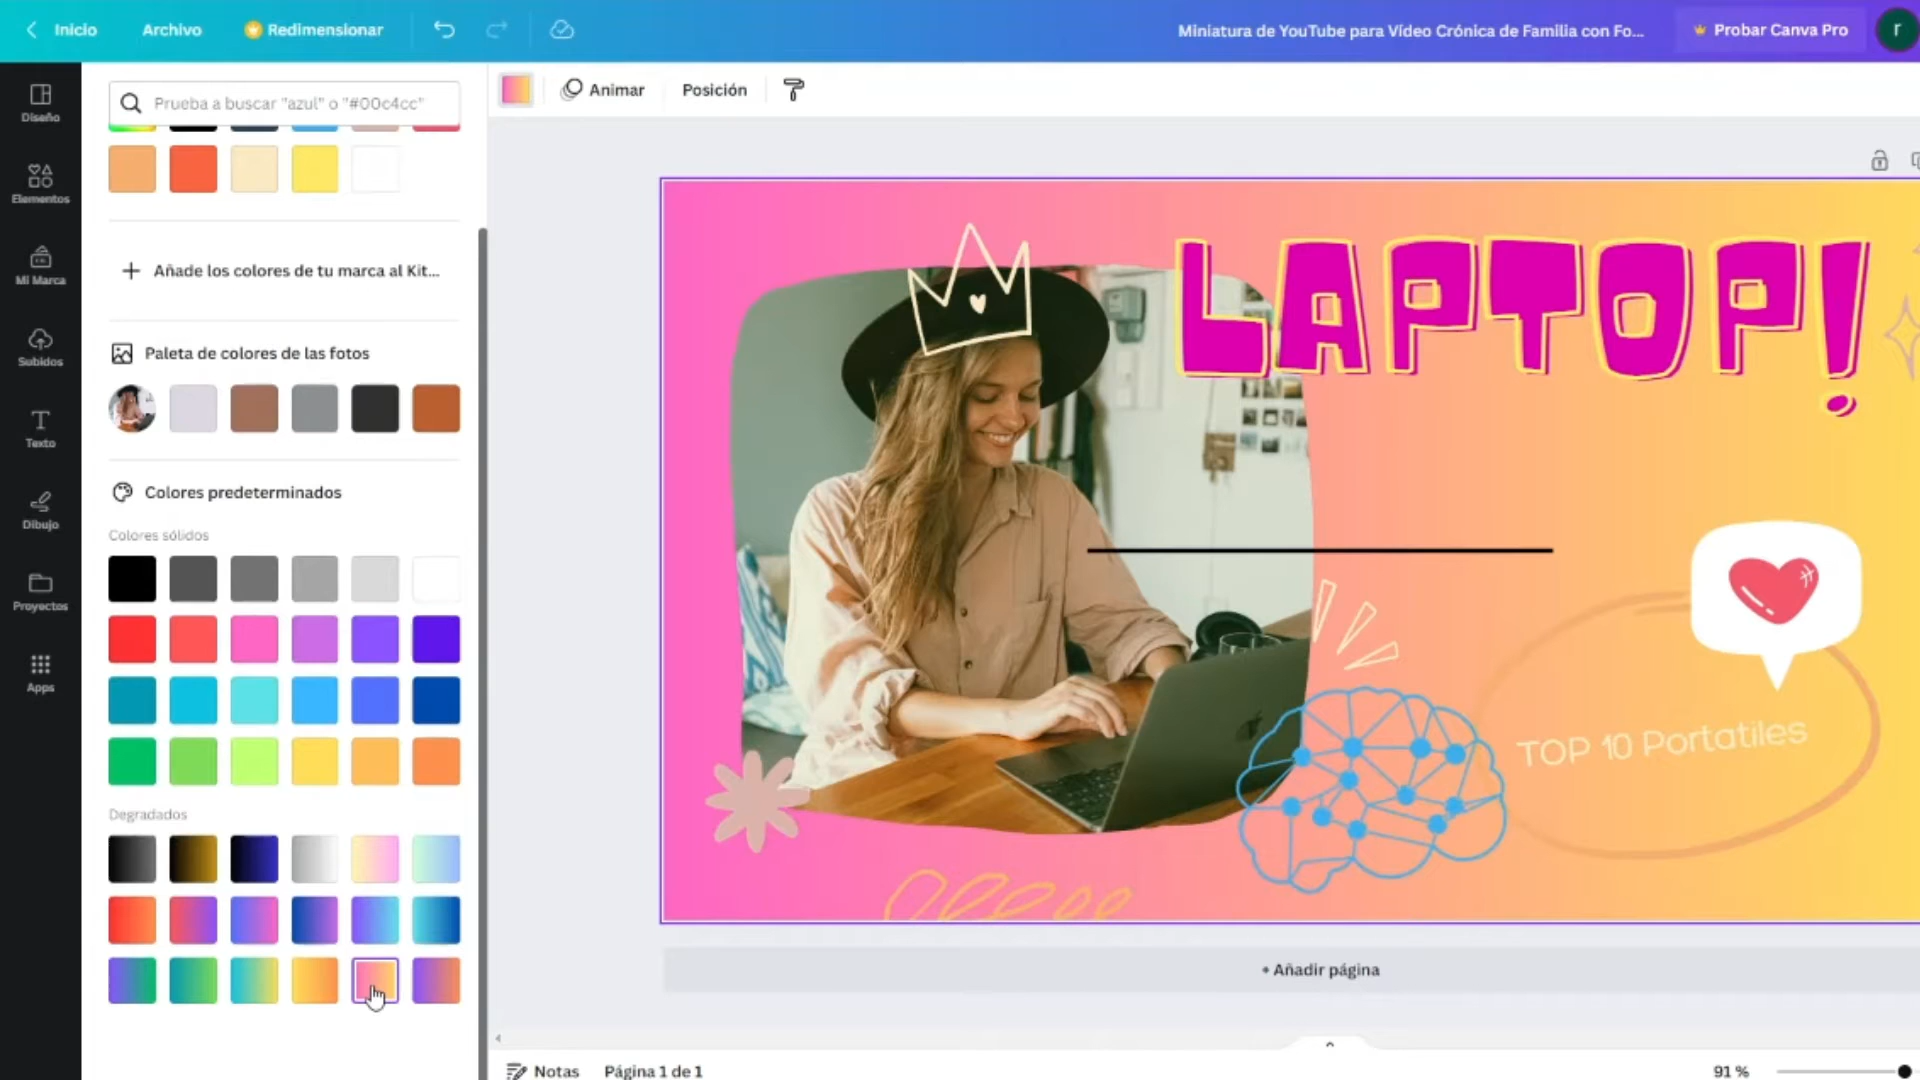 Inicio
Archivo
Redimensionar
Miniatura de YouTube para Vídeo Crónica de Familia con Fo...
Probar Canva Pro
r
Diseño
Elementos
Mi Marca
Subidos
Texto
Dibujo
Proyectos
Apps
Prueba a buscar "azul" o "#00c4cc"
Añade los colores de tu marca al Kit...
Paleta de colores de las fotos
Colores predeterminados
Colores sólidos
Degradados
Animar
Posición
LAPTOP!
TOP 10 Portatiles
+ Añadir página
Notas
Página 1 de 1
91 %